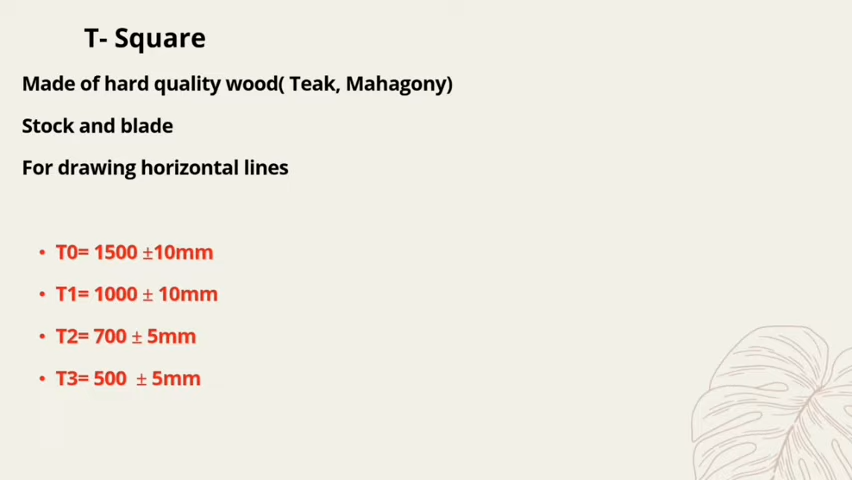 T- Square
Made of hard quality wood( Teak, Mahagony)
Stock and blade
For drawing horizontal lines
• T0= 1500 ±10mm
• T1= 1000 ± 10mm
• T2= 700 ± 5mm
• T3= 500 ± 5mm